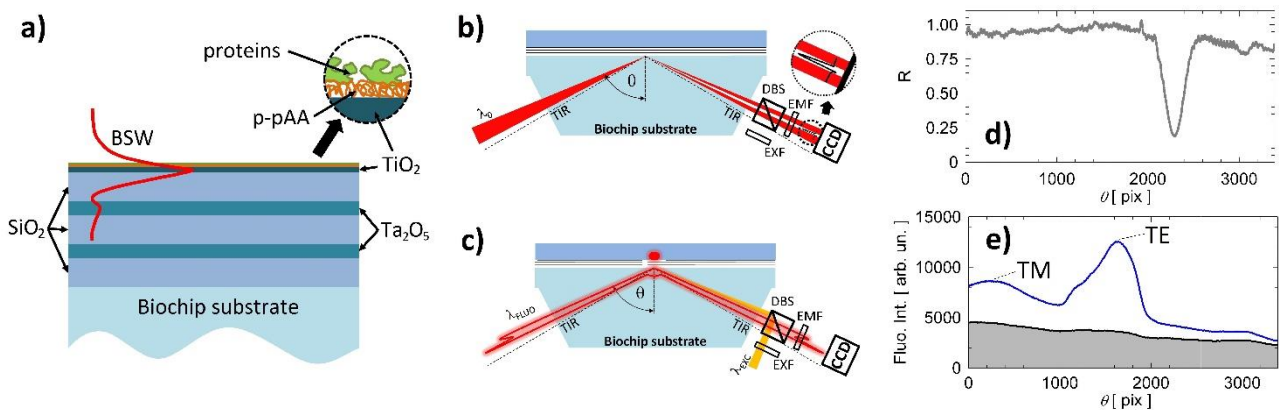 a)
proteins
p-pAA
BSW
TiO₂
SiO₂
Ta₂O₅
Biochip substrate
b)
λ₀
θ
TIR
TIR
DBS
EMF
EXF
CCD
Biochip substrate
c)
λFLUO
θ
TIR
TIR
DBS
EMF
EXF
λEXC
CCD
Biochip substrate
d)
R
1.00
0.75
0.50
0.25
0
0 1000 2000 3000
θ [ pix ]
e)
Fluo. Int. [ arb. un. ]
15000
10000
5000
0
TM
TE
0 1000 2000 3000
θ [ pix ]